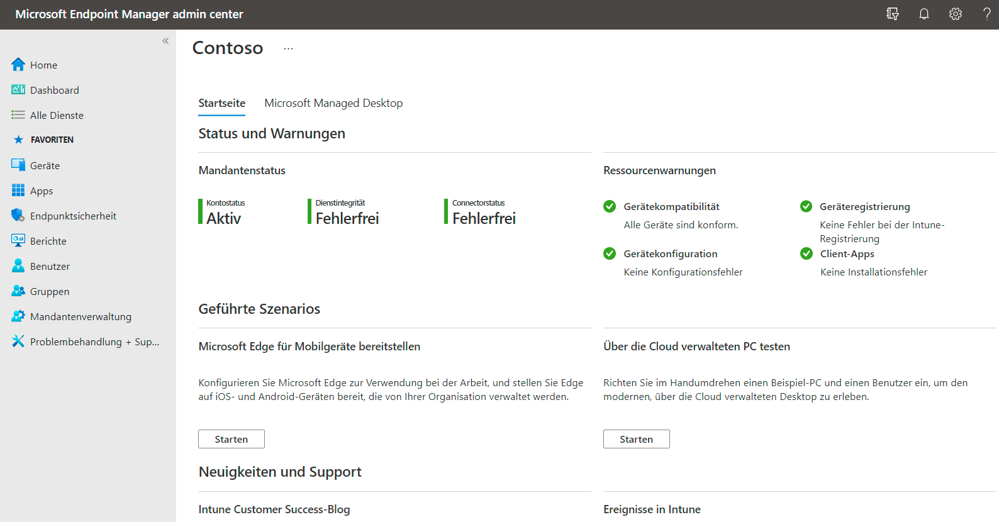 Microsoft Endpoint Manager admin center
Home
Dashboard
Alle Dienste
FAVORITEN
Geräte
Apps
Endpunktsicherheit
Berichte
Benutzer
Gruppen
Mandantenverwaltung
Problembehandlung + Sup...
Contoso ...
Startseite Microsoft Managed Desktop
Status und Warnungen
Mandantenstatus
Kontostatus
Aktiv
Dienstintegrität
Fehlerfrei
Connectorstatus
Fehlerfrei
Ressourcenwarnungen
Gerätekompatibilität
Alle Geräte sind konform.
Geräteregistrierung
Keine Fehler bei der Intune-
Registrierung
Gerätekonfiguration
Keine Konfigurationsfehler
Client-Apps
Keine Installationsfehler
Geführte Szenarios
Microsoft Edge für Mobilgeräte bereitstellen
Konfigurieren Sie Microsoft Edge zur Verwendung bei der Arbeit, und stellen Sie Edge
auf iOS- und Android-Geräten bereit, die von Ihrer Organisation verwaltet werden.
Starten
Über die Cloud verwalteten PC testen
Richten Sie im Handumdrehen einen Beispiel-PC und einen Benutzer ein, um den
modernen, über die Cloud verwalteten Desktop zu erleben.
Starten
Neuigkeiten und Support
Intune Customer Success-Blog
Ereignisse in Intune